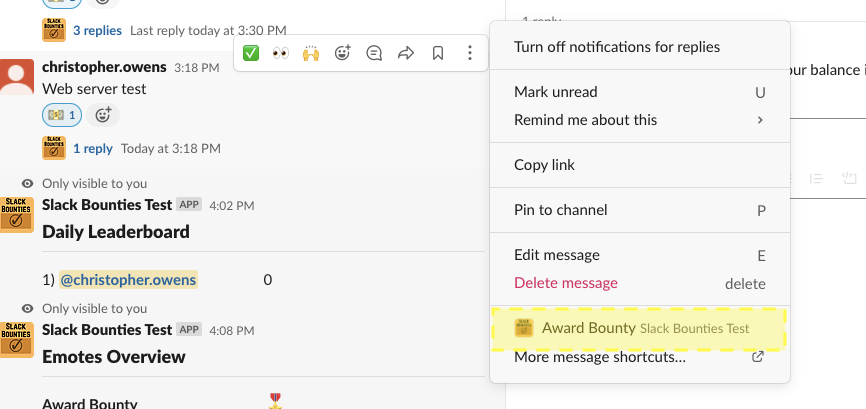 3 replies Last reply today at 3:30 PM
christopher.owens 3:18 PM
Web server test
1
1 reply Today at 3:18 PM
Only visible to you
SLACK BOUNTIES
Slack Bounties Test APP 4:02 PM
Daily Leaderboard
1) @christopher.owens 0
Only visible to you
SLACK BOUNTIES
Slack Bounties Test APP 4:08 PM
Emotes Overview
Award Bounty
1 reply
our balance i
Turn off notifications for replies
Mark unread U
Remind me about this
Copy link
Pin to channel P
Edit message E
Delete message delete
Award Bounty Slack Bounties Test
More message shortcuts...